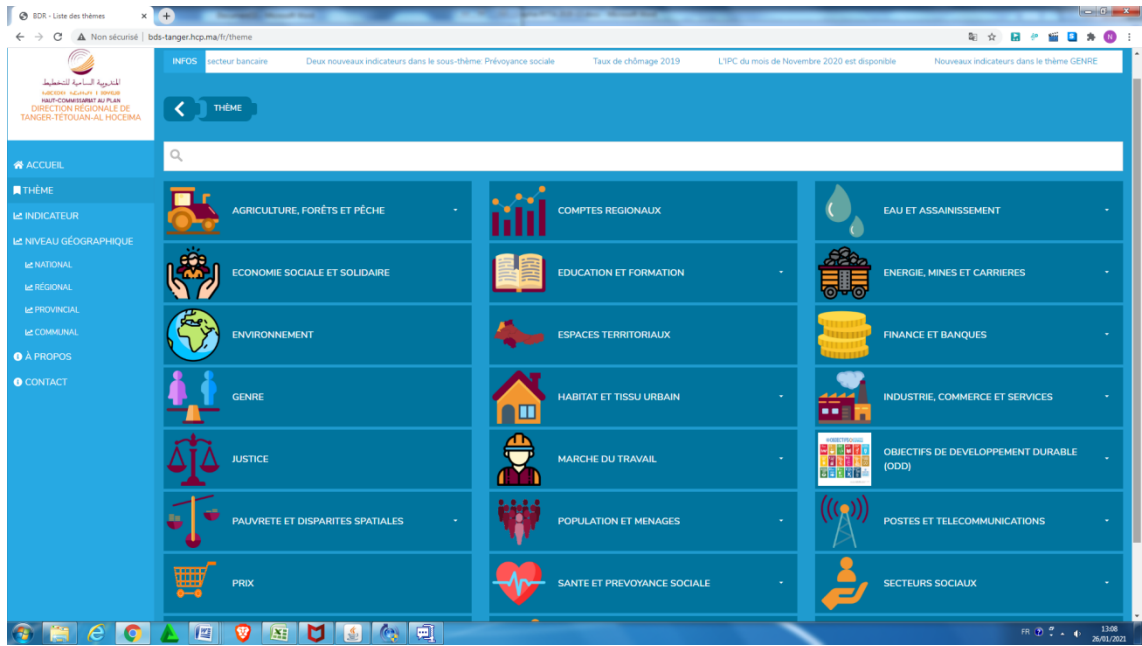 BDR - Liste des thèmes
Non sécurisé
bds-tanger.hcp.ma/fr/theme
المندوبية السامية للتخطيط
HAUT-COMMISSARIAT AU PLAN
DIRECTION RÉGIONALE DE
TANGER-TÉTOUAN-AL HOCEIMA
INFOS
secteur bancaire
Deux nouveaux indicateurs dans le sous-thème: Prévoyance sociale
Taux de chômage 2019
L'IPC du mois de Novembre 2020 est disponible
Nouveaux indicateurs dans le thème GENRE
THÈME
ACCUEIL
THÈME
INDICATEUR
NIVEAU GÉOGRAPHIQUE
NATIONAL
RÉGIONAL
PROVINCIAL
COMMUNAL
À PROPOS
CONTACT
AGRICULTURE, FORÊTS ET PÊCHE
COMPTES REGIONAUX
EAU ET ASSAINISSEMENT
ECONOMIE SOCIALE ET SOLIDAIRE
EDUCATION ET FORMATION
ENERGIE, MINES ET CARRIERES
ENVIRONNEMENT
ESPACES TERRITORIAUX
FINANCE ET BANQUES
GENRE
HABITAT ET TISSU URBAIN
INDUSTRIE, COMMERCE ET SERVICES
JUSTICE
MARCHE DU TRAVAIL
OBJECTIFS DE DEVELOPPEMENT DURABLE
(ODD)
PAUVRETE ET DISPARITES SPATIALES
POPULATION ET MENAGES
POSTES ET TELECOMMUNICATIONS
PRIX
SANTE ET PREVOYANCE SOCIALE
SECTEURS SOCIAUX
FR
13:08
26/01/2021